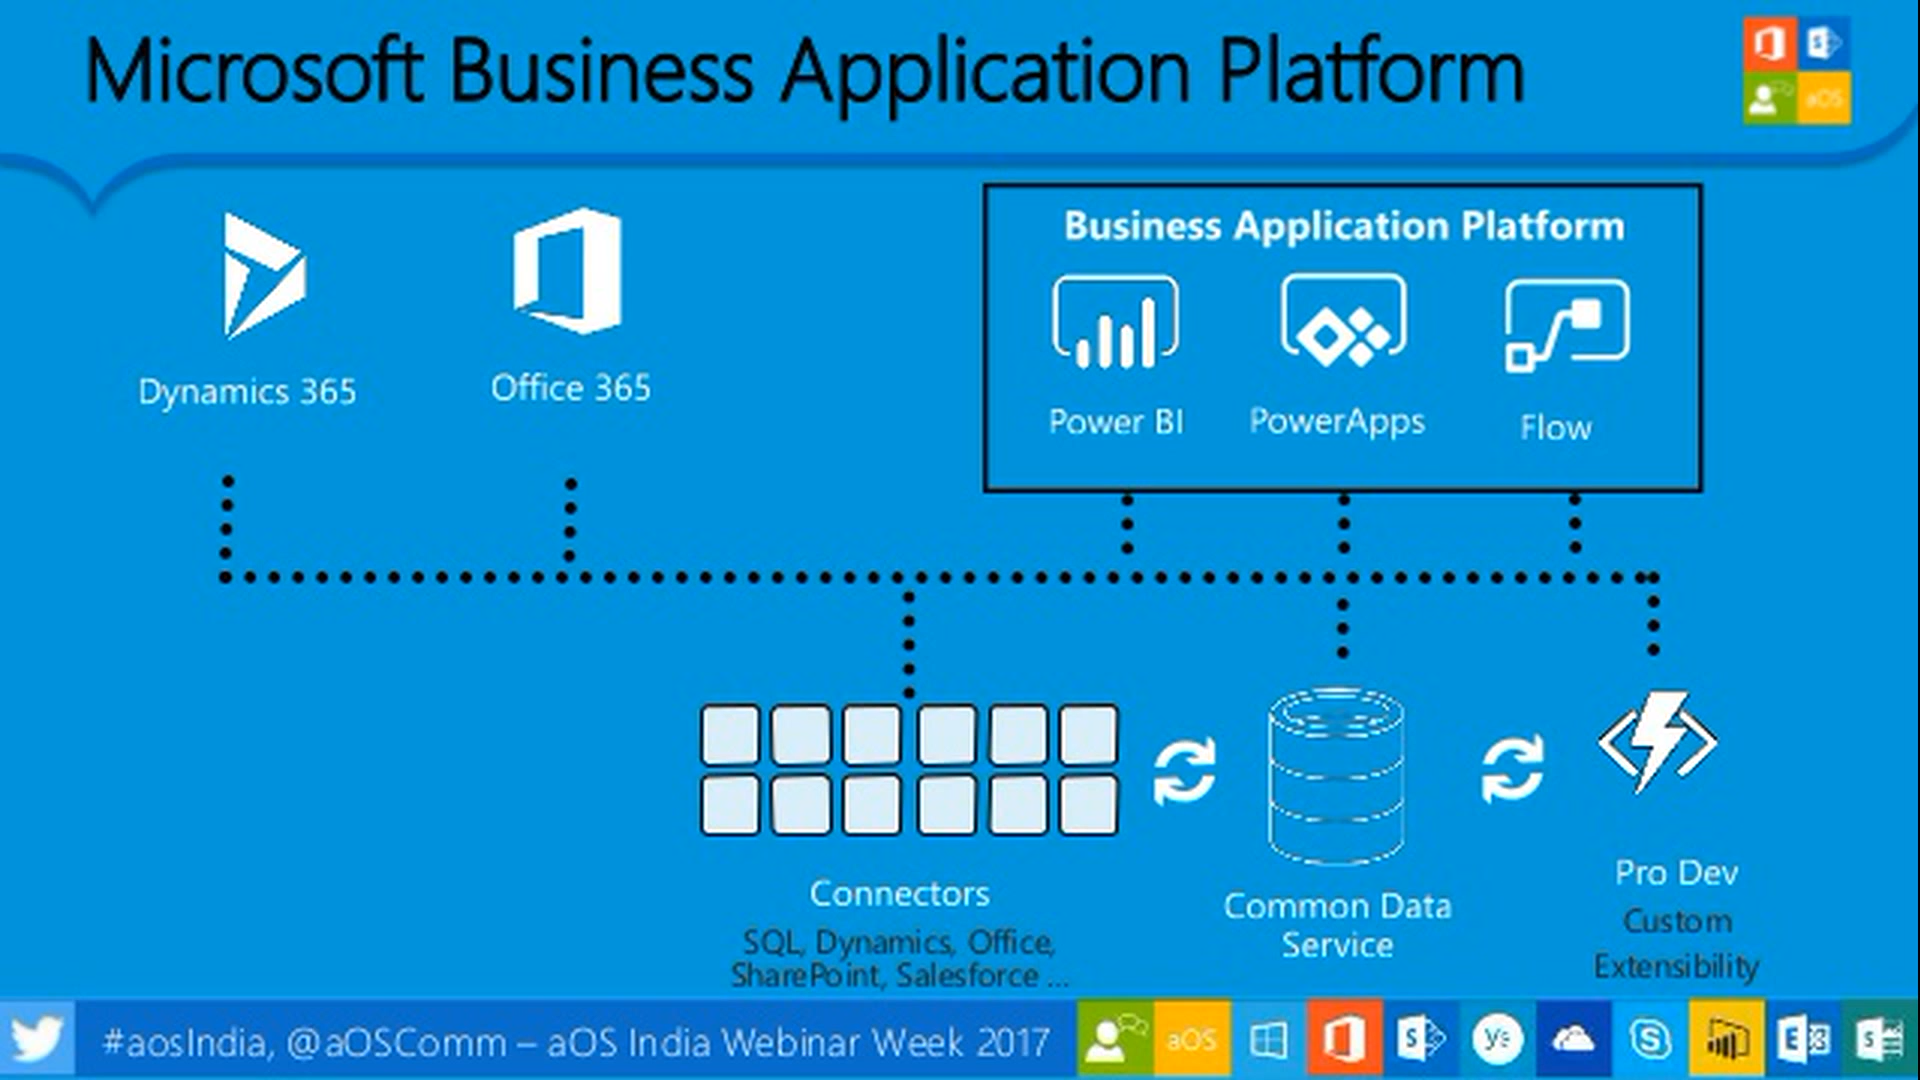 Microsoft Business Application Platform
aOS
Business Application Platform
Dynamics 365
Office 365
Power BI
PowerApps
Flow
Connectors
SQL, Dynamics, Office,
SharePoint, Salesforce ...
Common Data
Service
Pro Dev
Custom
Extensibility
#aosIndia, @aOSComm – aOS India Webinar Week 2017
aOS